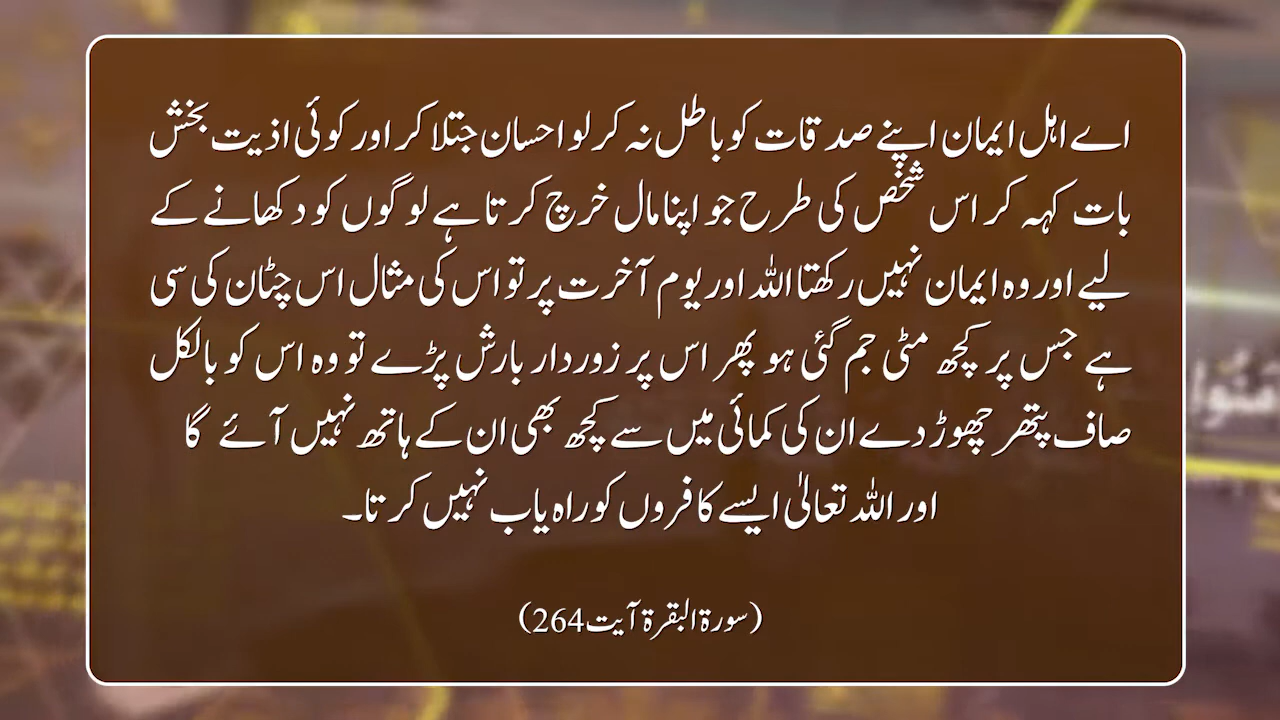 اے اہل ایمان اپنے صدقات کو باطل نہ کر لو احسان جتلا کر اور کوئی اذیت بخش
بات کہہ کر اس شخص کی طرح جو اپنا مال خرچ کرتا ہے لوگوں کو دکھانے کے
لیے اور وہ ایمان نہیں رکھتا اللہ اور یوم آخرت پر تو اس کی مثال اس چٹان کی سی
ہے جس پر کچھ مٹی جم گئی ہو پھر اس پر زور دار بارش پڑے تو وہ اس کو بالکل
صاف پتھر چھوڑ دے ان کی کمائی میں سے کچھ بھی ان کے ہاتھ نہیں آئے گا
اور اللہ تعالیٰ ایسے کافروں کو راہ یاب نہیں کرتا۔
(سورۃ البقرۃ آیت 264)